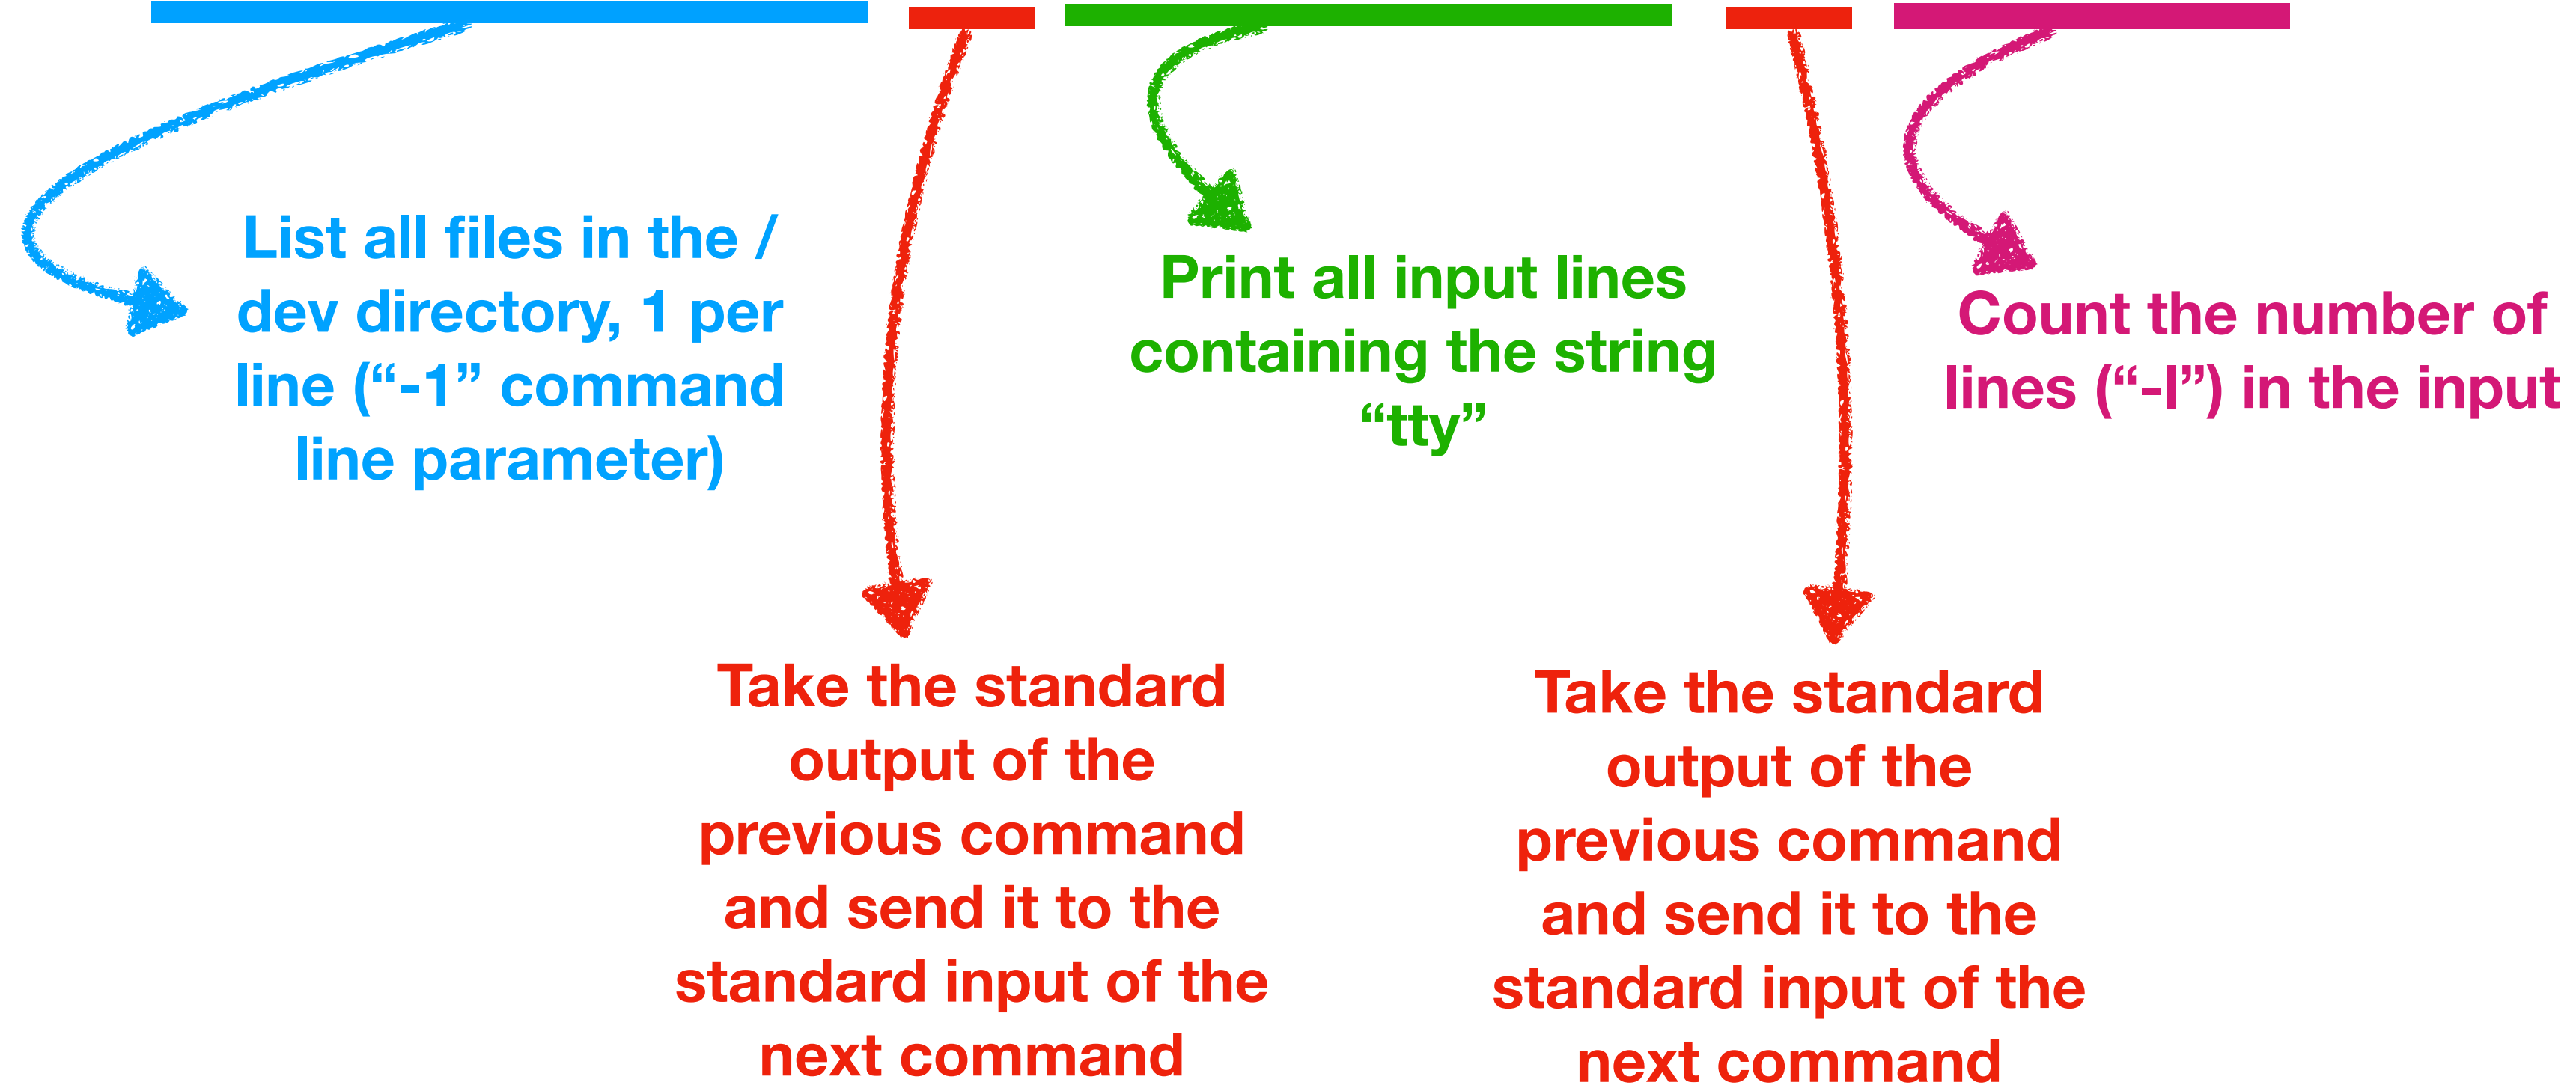 List all files in the /
dev directory, 1 per
line (“-1” command
line parameter)
Print all input lines
containing the string
“tty”
Count the number of
lines (“-l”) in the input
Take the standard
output of the
previous command
and send it to the
standard input of the
next command
Take the standard
output of the
previous command
and send it to the
standard input of the
next command